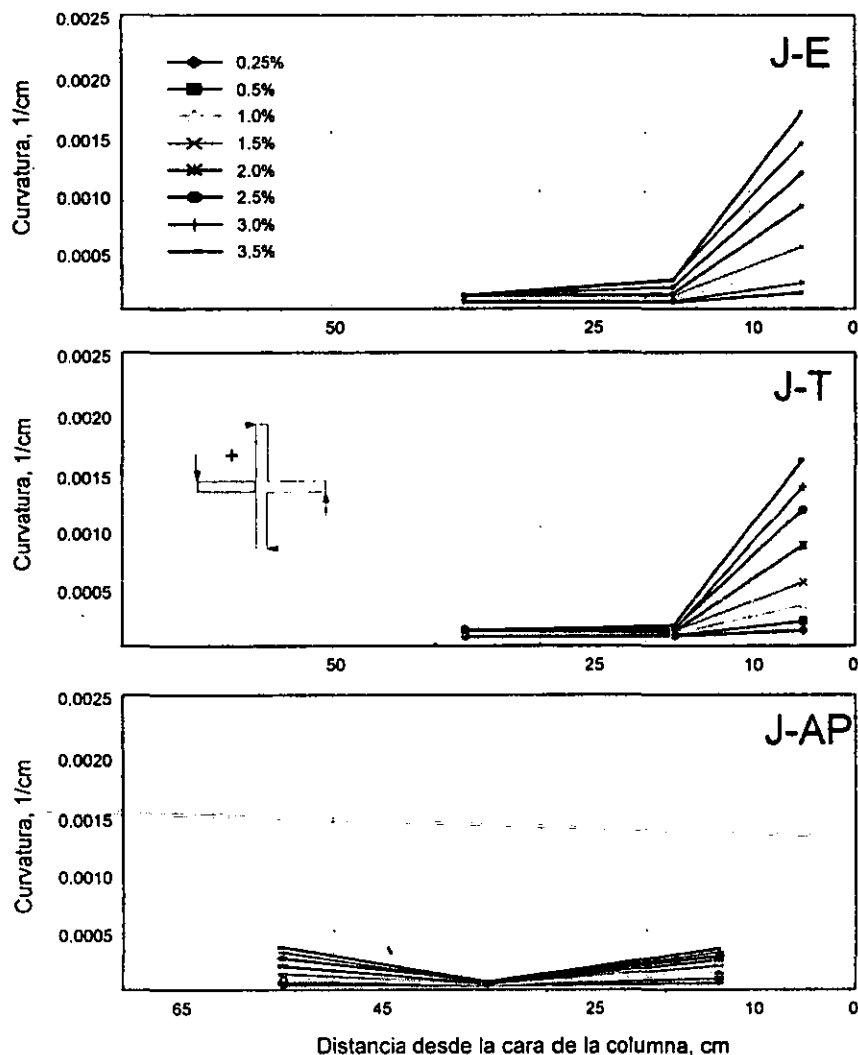 J-E
Curvatura, 1/cm
0.0025
0.0020
0.0015
0.0010
0.0005
0.25%
0.5%
1.0%
1.5%
2.0%
2.5%
3.0%
3.5%
50 25 10 0
J-T
Curvatura, 1/cm
0.0025
0.0020
0.0015
0.0010
0.0005
+
50 25 10 0
J-AP
Curvatura, 1/cm
0.0025
0.0020
0.0015
0.0010
0.0005
65 45 25 10 0
Distancia desde la cara de la columna, cm